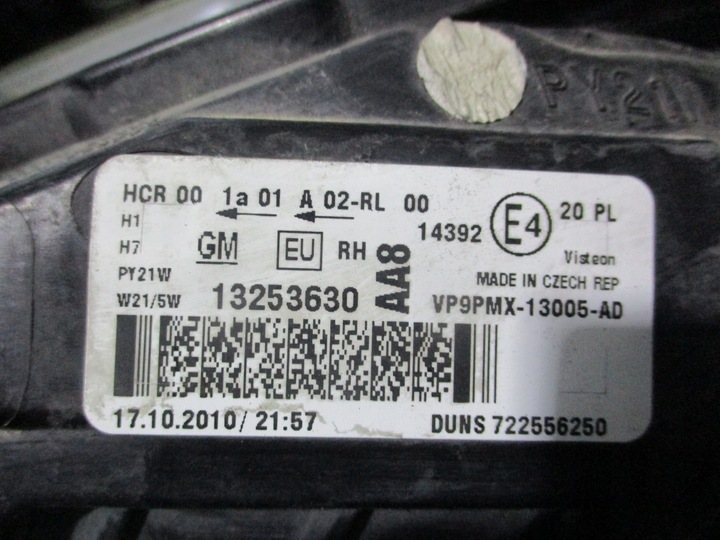 PY21W
HCR 00 1a 01 A 02-RL 00
H1
H7 GM EU RH AA8 14392 E4 20 PL
Visteon
PY21W MADE IN CZECH REP
W21/5W 13253630 VP9PMX-13005-AD
17.10.2010/ 21:57 DUNS 722556250